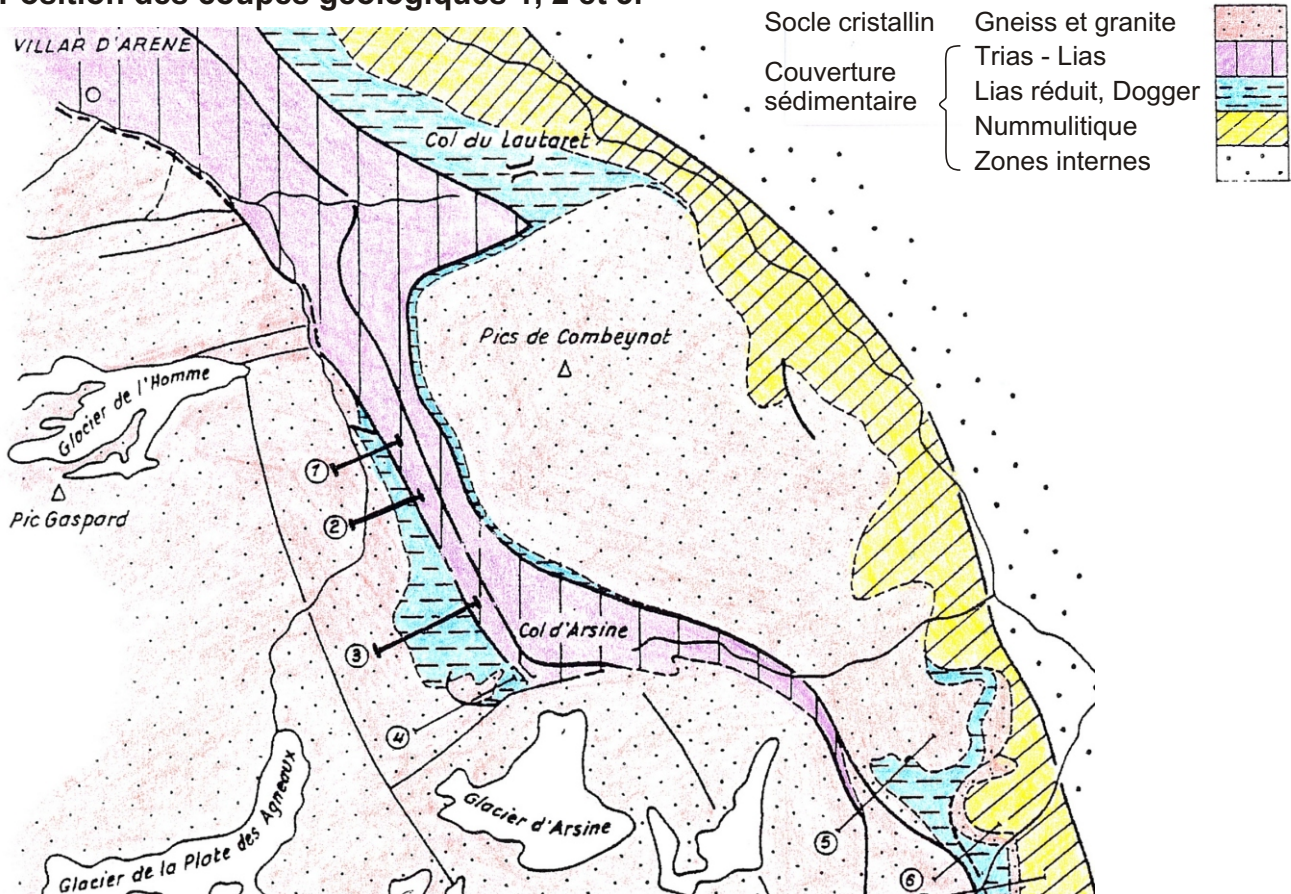 Position des coupes géologiques 1, 2 et 3.
Socle cristallin Gneiss et granite
Couverture sédimentaire
Trias - Lias
Lias réduit, Dogger
Nummulitique
Zones internes
VILLAR D'ARENE
Col du Lautaret
Pics de Combeynot
Glacier de l'Homme
Pic Gaspard
1
2
3
Col d'Arsine
4
Glacier d'Arsine
Glacier de la Plate des Agneaux
5
6